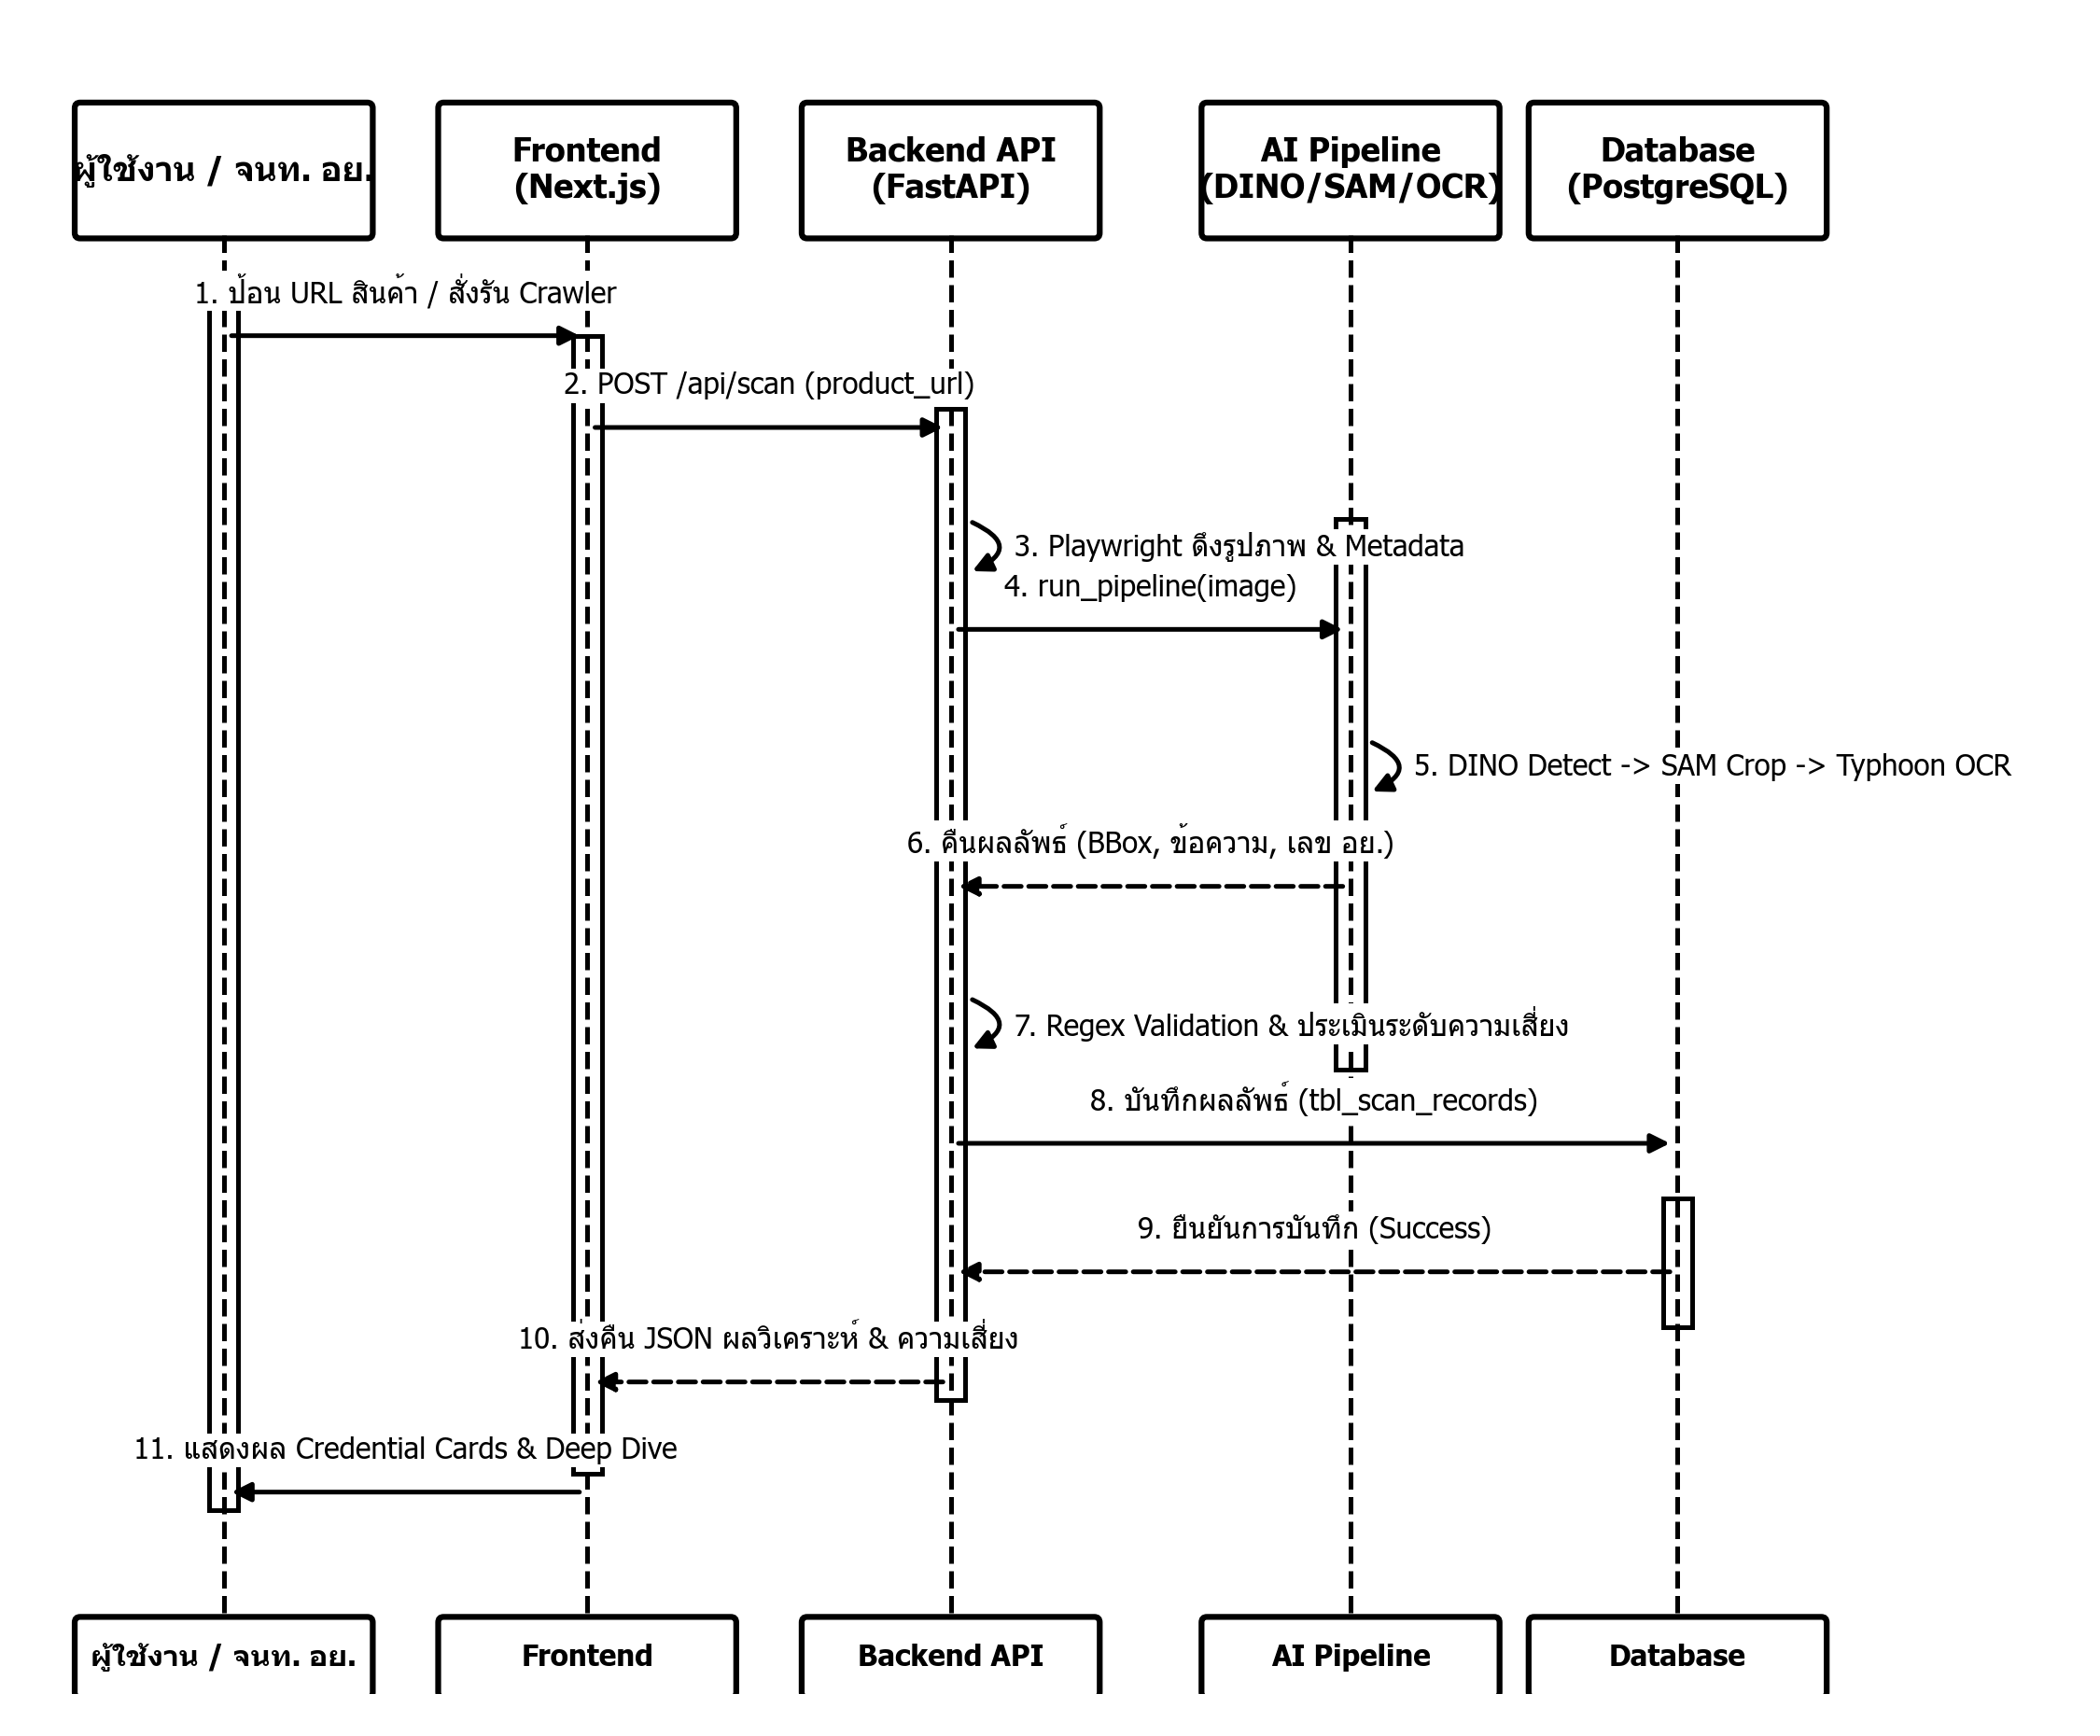 ผู้ใช้งาน / จนท. อย.
Frontend
(Next.js)
Backend API
(FastAPI)
AI Pipeline
(DINO/SAM/OCR)
Database
(PostgreSQL)
1. ป้อน URL สินค้า / สั่งรัน Crawler
2. POST /api/scan (product_url)
3. Playwright ดึงรูปภาพ & Metadata
4. run_pipeline(image)
5. DINO Detect -> SAM Crop -> Typhoon OCR
6. คืนผลลัพธ์ (BBox, ข้อความ, เลข อย.)
7. Regex Validation & ประเมินระดับความเสี่ยง
8. บันทึกผลลัพธ์ (tbl_scan_records)
9. ยืนยันการบันทึก (Success)
10. ส่งคืน JSON ผลวิเคราะห์ & ความเสี่ยง
11. แสดงผล Credential Cards & Deep Dive
ผู้ใช้งาน / จนท. อย.
Frontend
Backend API
AI Pipeline
Database